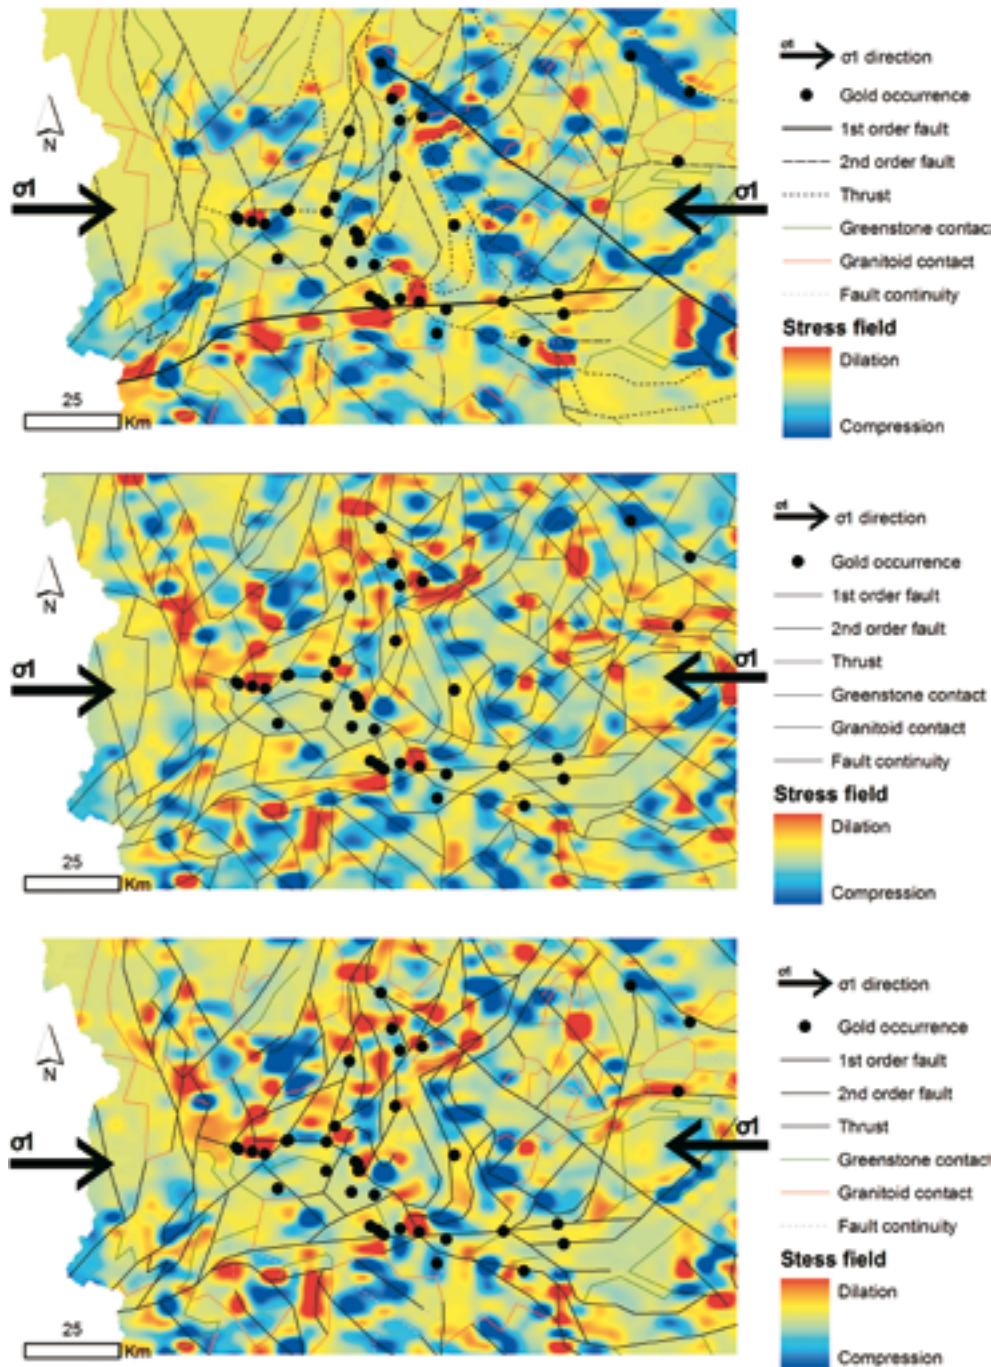 σ1
σ1 direction
Gold occurrence
1st order fault
2nd order fault
Thrust
Greenstone contac
Granitoid contact
Fault continuity
Stress field
Dilation
Compression
σ1
σ1
N
25
Km
σ1
σ1 direction
Gold occurrence
1st order fault
2nd order fault
Thrust
Greenstone contact
Granitoid contact
Fault continuity
Stress field
Dilation
Compression
σ1
σ1
N
25
Km
σ1
σ1 direction
Gold occurrence
1st order fault
2nd order fault
Thrust
Greenstone contact
Granitoid contact
Fault continuity
Stess field
Dilation
Compression
σ1
σ1
N
25
Km